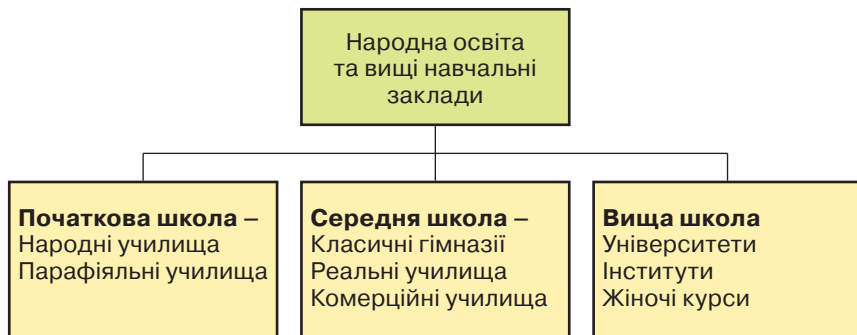 Народна освіта
та вищі навчальні
заклади
Початкова школа –
Народні училища
Парафіяльні училища
Середня школа –
Класичні гімназії
Реальні училища
Комерційні училища
Вища школа
Університети
Інститути
Жіночі курси